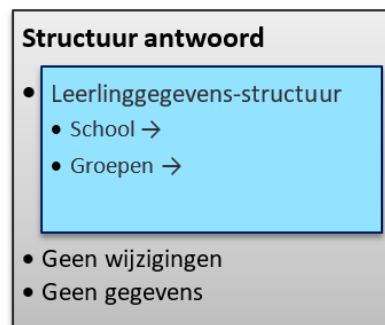 Structuur antwoord
• Leerlinggegevens-structuur
• School →
• Groepen →
• Geen wijzigingen
• Geen gegevens